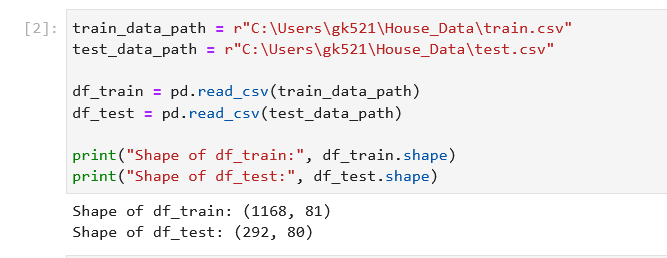 [2]: train_data_path = r"C:\Users\gk521\House_Data\train.csv"
test_data_path = r"C:\Users\gk521\House_Data\test.csv"
df_train = pd.read_csv(train_data_path)
df_test = pd.read_csv(test_data_path)
print("Shape of df_train:", df_train.shape)
print("Shape of df_test:", df_test.shape)
Shape of df_train: (1168, 81)
Shape of df_test: (292, 80)